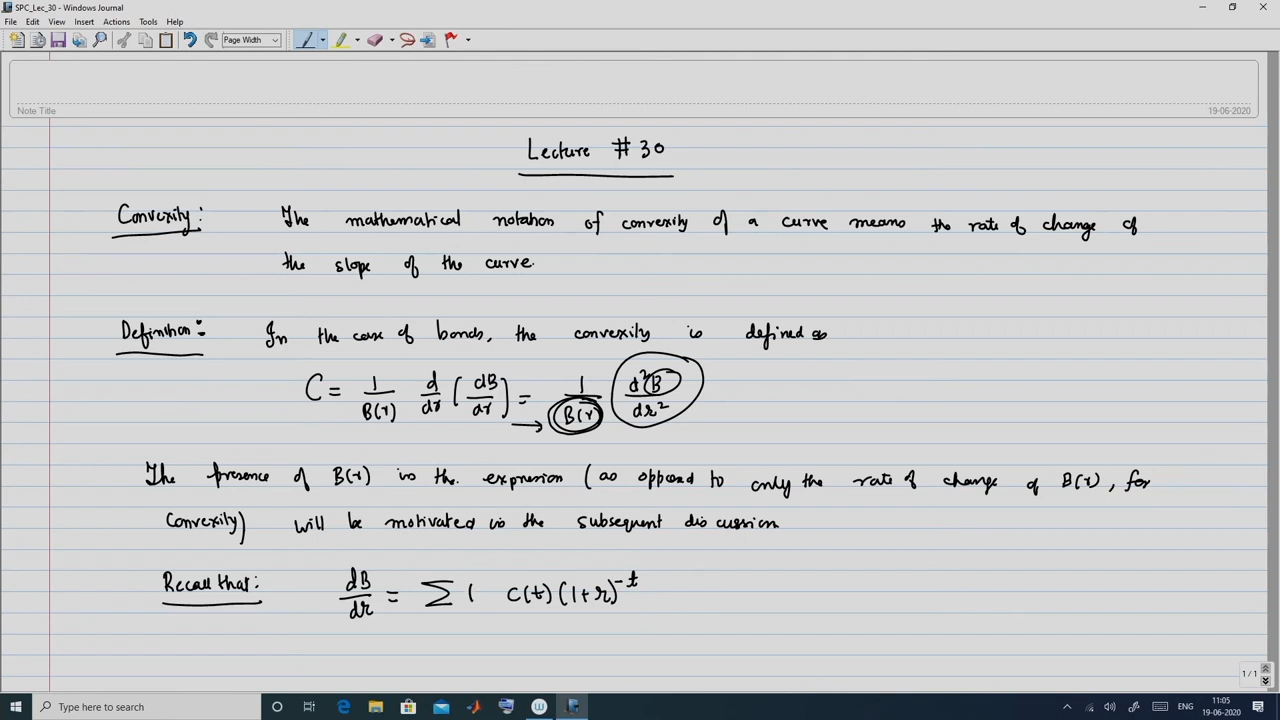 SPC_Lec_30 - Windows Journal
File Edit View Insert Actions Tools Help
Page Width
Note Title
19-06-2020
Lecture #30
Convexity: The mathematical notation of convexity of a curve means the rate of change of
the slope of the curve.
Definition: In the case of bonds, the convexity is defined as
C = 1/B(r) d/dr (dB/dr) = 1/B(r) d²B/dr²
The presence of B(r) in the expression (as opposed to only the rate of change of B(r), for
Convexity) will be motivated in the subsequent discussion
Recall that: dB/dr = ∑ ( C(t)(1+r)^-t
1/1
Type here to search
ENG
11:05
19-06-2020